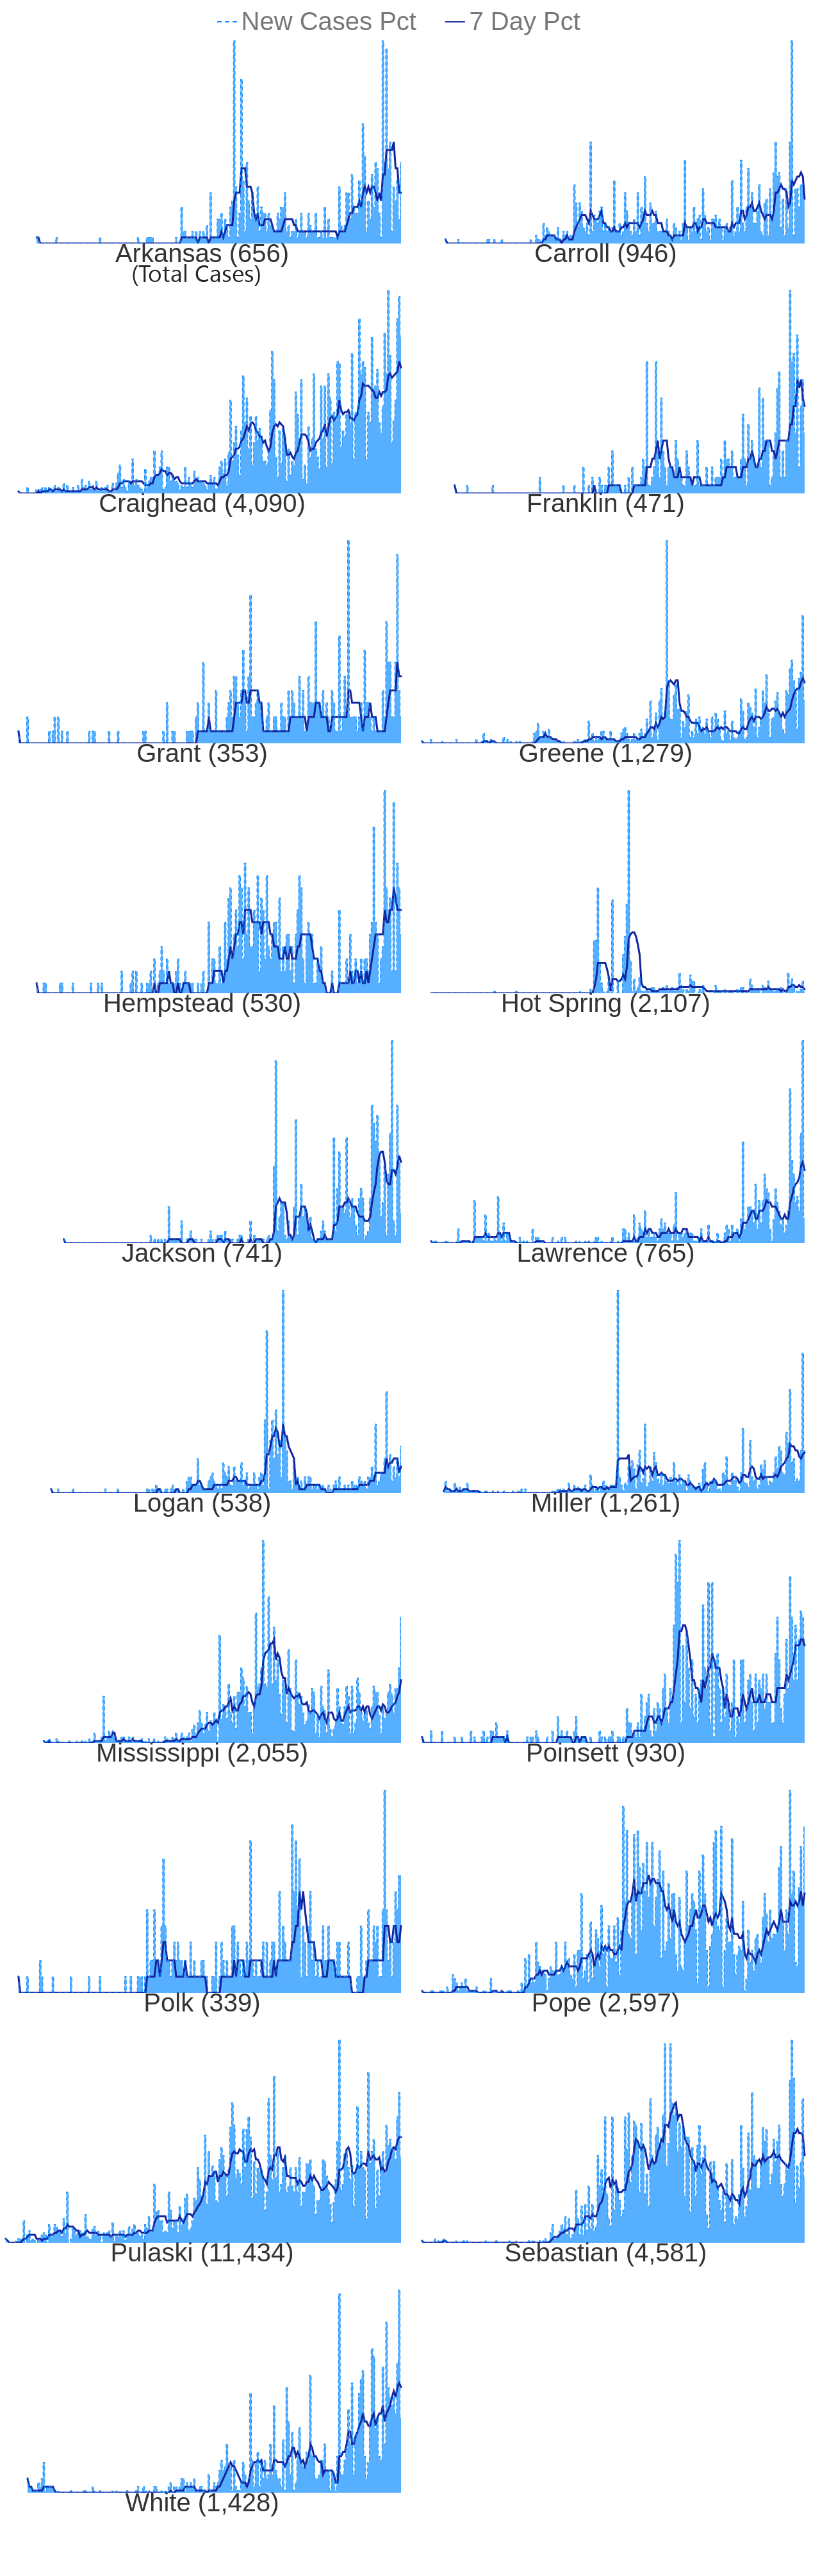 New Cases Pct 7 Day Pct
Arkansas (656) Carroll (946)
(Total Cases)
Craighead (4,090) Franklin (471)
Grant (353) Greene (1,279)
Hempstead (530) Hot Spring (2,107)
Jackson (741) Lawrence (765)
Logan (538) Miller (1,261)
Mississippi (2,055) Poinsett (930)
Polk (339) Pope (2,597)
Pulaski (11,434) Sebastian (4,581)
White (1,428)